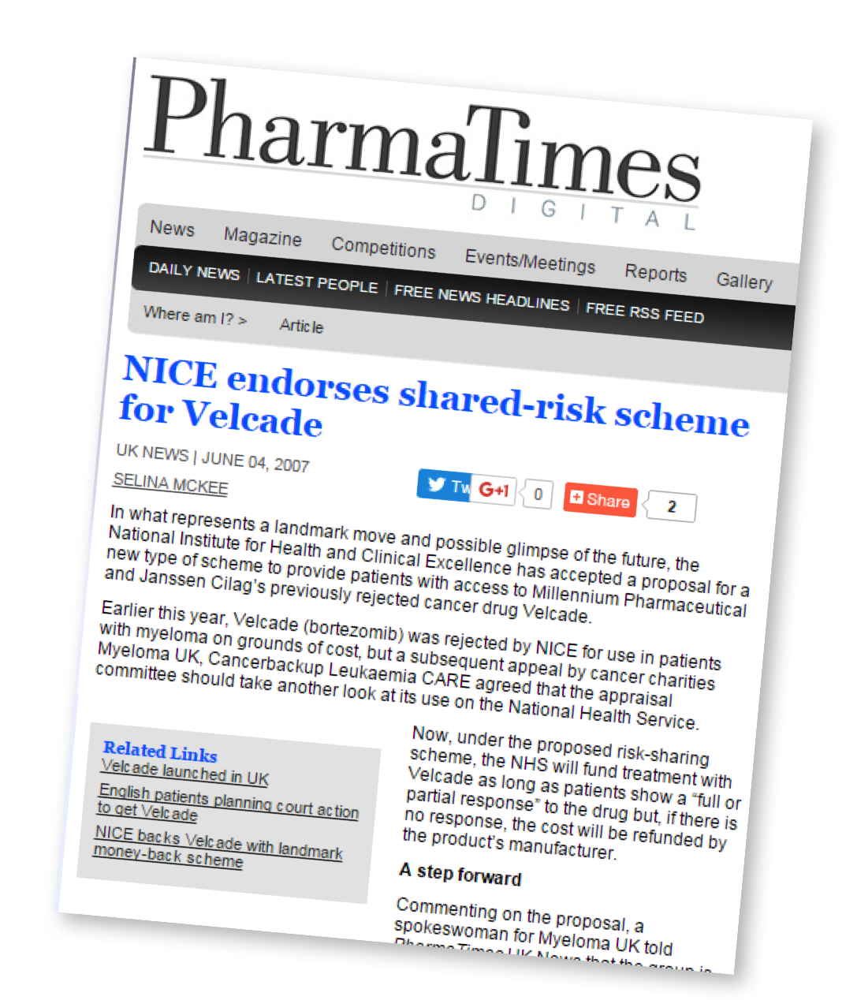 PharmaTimes
DIGITAL
News Magazine Competitions Events/Meetings Reports Gallery
DAILY NEWS | LATEST PEOPLE | FREE NEWS HEADLINES | FREE RSS FEED
Where am I? > Article
NICE endorses shared-risk scheme
for Velcade
UK NEWS | JUNE 04, 2007
SELINA MCKEE
Tw G+1 0 Share 2
In what represents a landmark move and possible glimpse of the future, the
National Institute for Health and Clinical Excellence has accepted a proposal for a
new type of scheme to provide patients with access to Millennium Pharmaceutical
and Janssen Cilag's previously rejected cancer drug Velcade.
Earlier this year, Velcade (bortezomib) was rejected by NICE for use in patients
with myeloma on grounds of cost, but a subsequent appeal by cancer charities
Myeloma UK, Cancerbackup Leukaemia CARE agreed that the appraisal
committee should take another look at its use on the National Health Service.
Related Links
Velcade launched in UK
English patients planning court action
to get Velcade
NICE backs Velcade with landmark
money-back scheme
Now, under the proposed risk-sharing
scheme, the NHS will fund treatment with
Velcade as long as patients show a “full or
partial response” to the drug but, if there is
no response, the cost will be refunded by
the product's manufacturer.
A step forward
Commenting on the proposal, a
spokeswoman for Myeloma UK told
PharmaTimes UK News that the group is